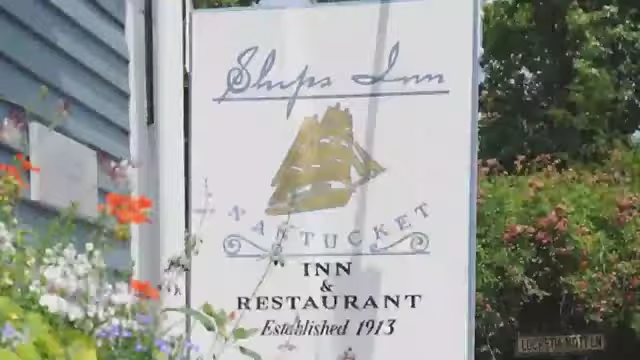 Ships Inn
NANTUCKET
INN
&
RESTAURANT
Established 1913